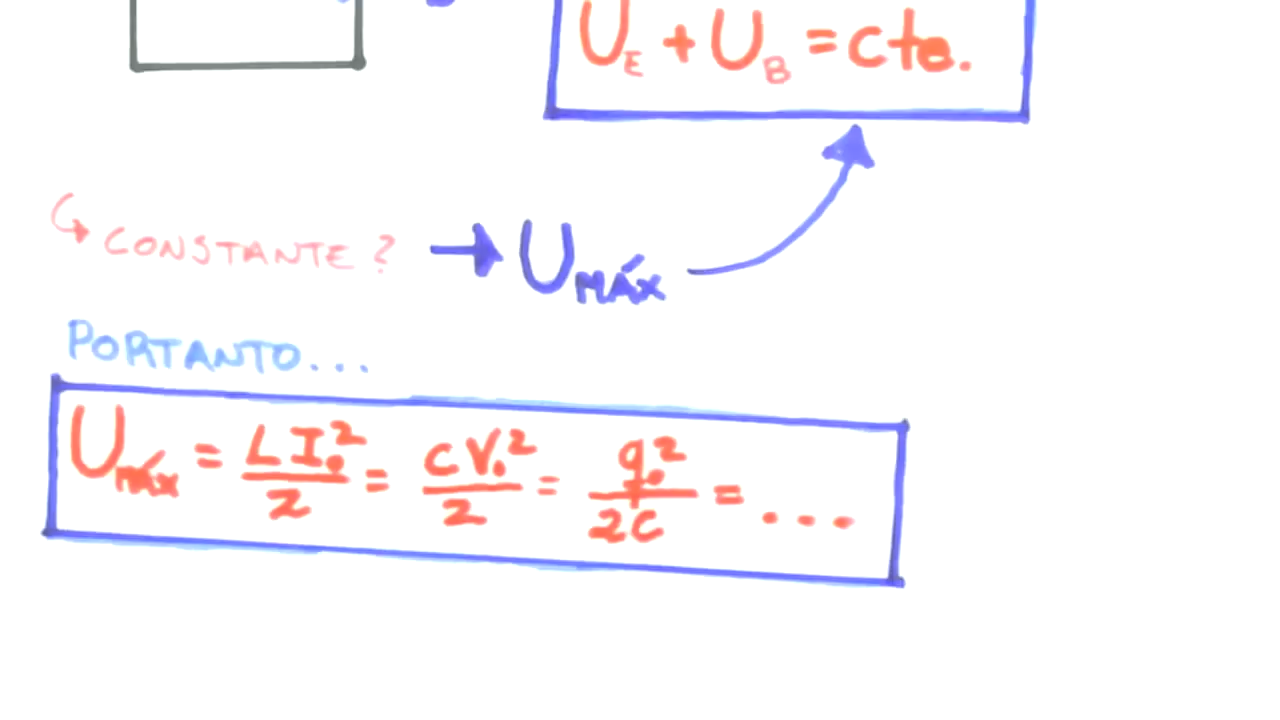 U_E + U_B = cte.
↳ CONSTANTE? → U_MÁX
PORTANTO...
U_MÁX = LI₀²/2 = CV₀²/2 = q₀²/2C = ...